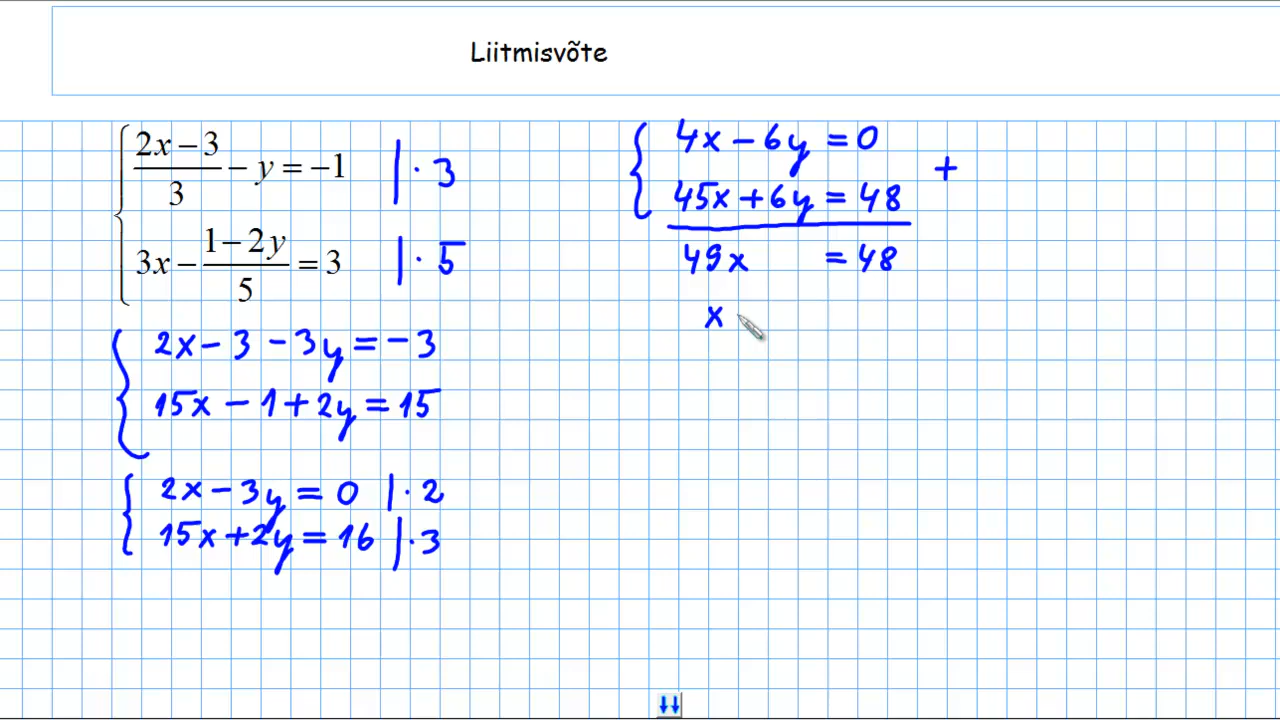 Liitmisvõte
{ (2x − 3)/3 − y = −1 | · 3
3x − (1 − 2y)/5 = 3 | · 5
{ 2x − 3 − 3y = − 3
15x − 1 + 2y = 15
{ 2x − 3y = 0 | · 2
15x + 2y = 16 | · 3
{ 4x − 6y = 0
+
45x + 6y = 48
49x = 48
x